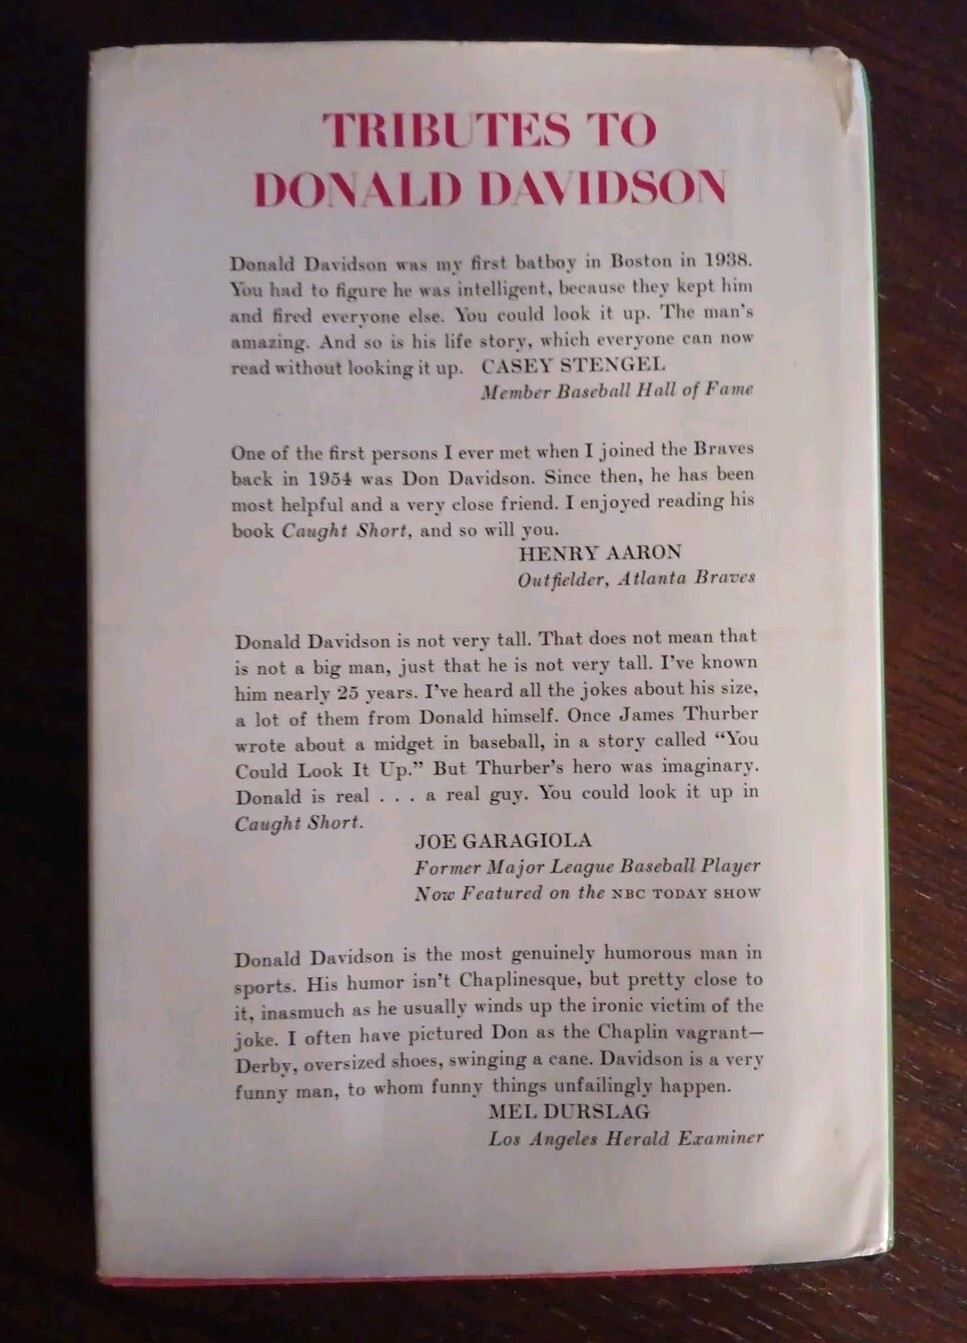 TRIBUTES TO
DONALD DAVIDSON
Donald Davidson was my first batboy in Boston in 1938.
You had to figure he was intelligent, because they kept him
and fired everyone else. You could look it up. The man's
amazing. And so is his life story, which everyone can now
read without looking it up. CASEY STENGEL
Member Baseball Hall of Fame
One of the first persons I ever met when I joined the Braves
back in 1954 was Don Davidson. Since then, he has been
most helpful and a very close friend. I enjoyed reading his
book Caught Short, and so will you.
HENRY AARON
Outfielder, Atlanta Braves
Donald Davidson is not very tall. That does not mean that
is not a big man, just that he is not very tall. I've known
him nearly 25 years. I've heard all the jokes about his size,
a lot of them from Donald himself. Once James Thurber
wrote about a midget in baseball, in a story called “You
Could Look It Up.” But Thurber's hero was imaginary.
Donald is real . . . a real guy. You could look it up in
Caught Short.
JOE GARAGIOLA
Former Major League Baseball Player
Now Featured on the NBC TODAY SHOW
Donald Davidson is the most genuinely humorous man in
sports. His humor isn't Chaplinesque, but pretty close to
it, inasmuch as he usually winds up the ironic victim of the
joke. I often have pictured Don as the Chaplin vagrant—
Derby, oversized shoes, swinging a cane. Davidson is a very
funny man, to whom funny things unfailingly happen.
MEL DURSLAG
Los Angeles Herald Examiner